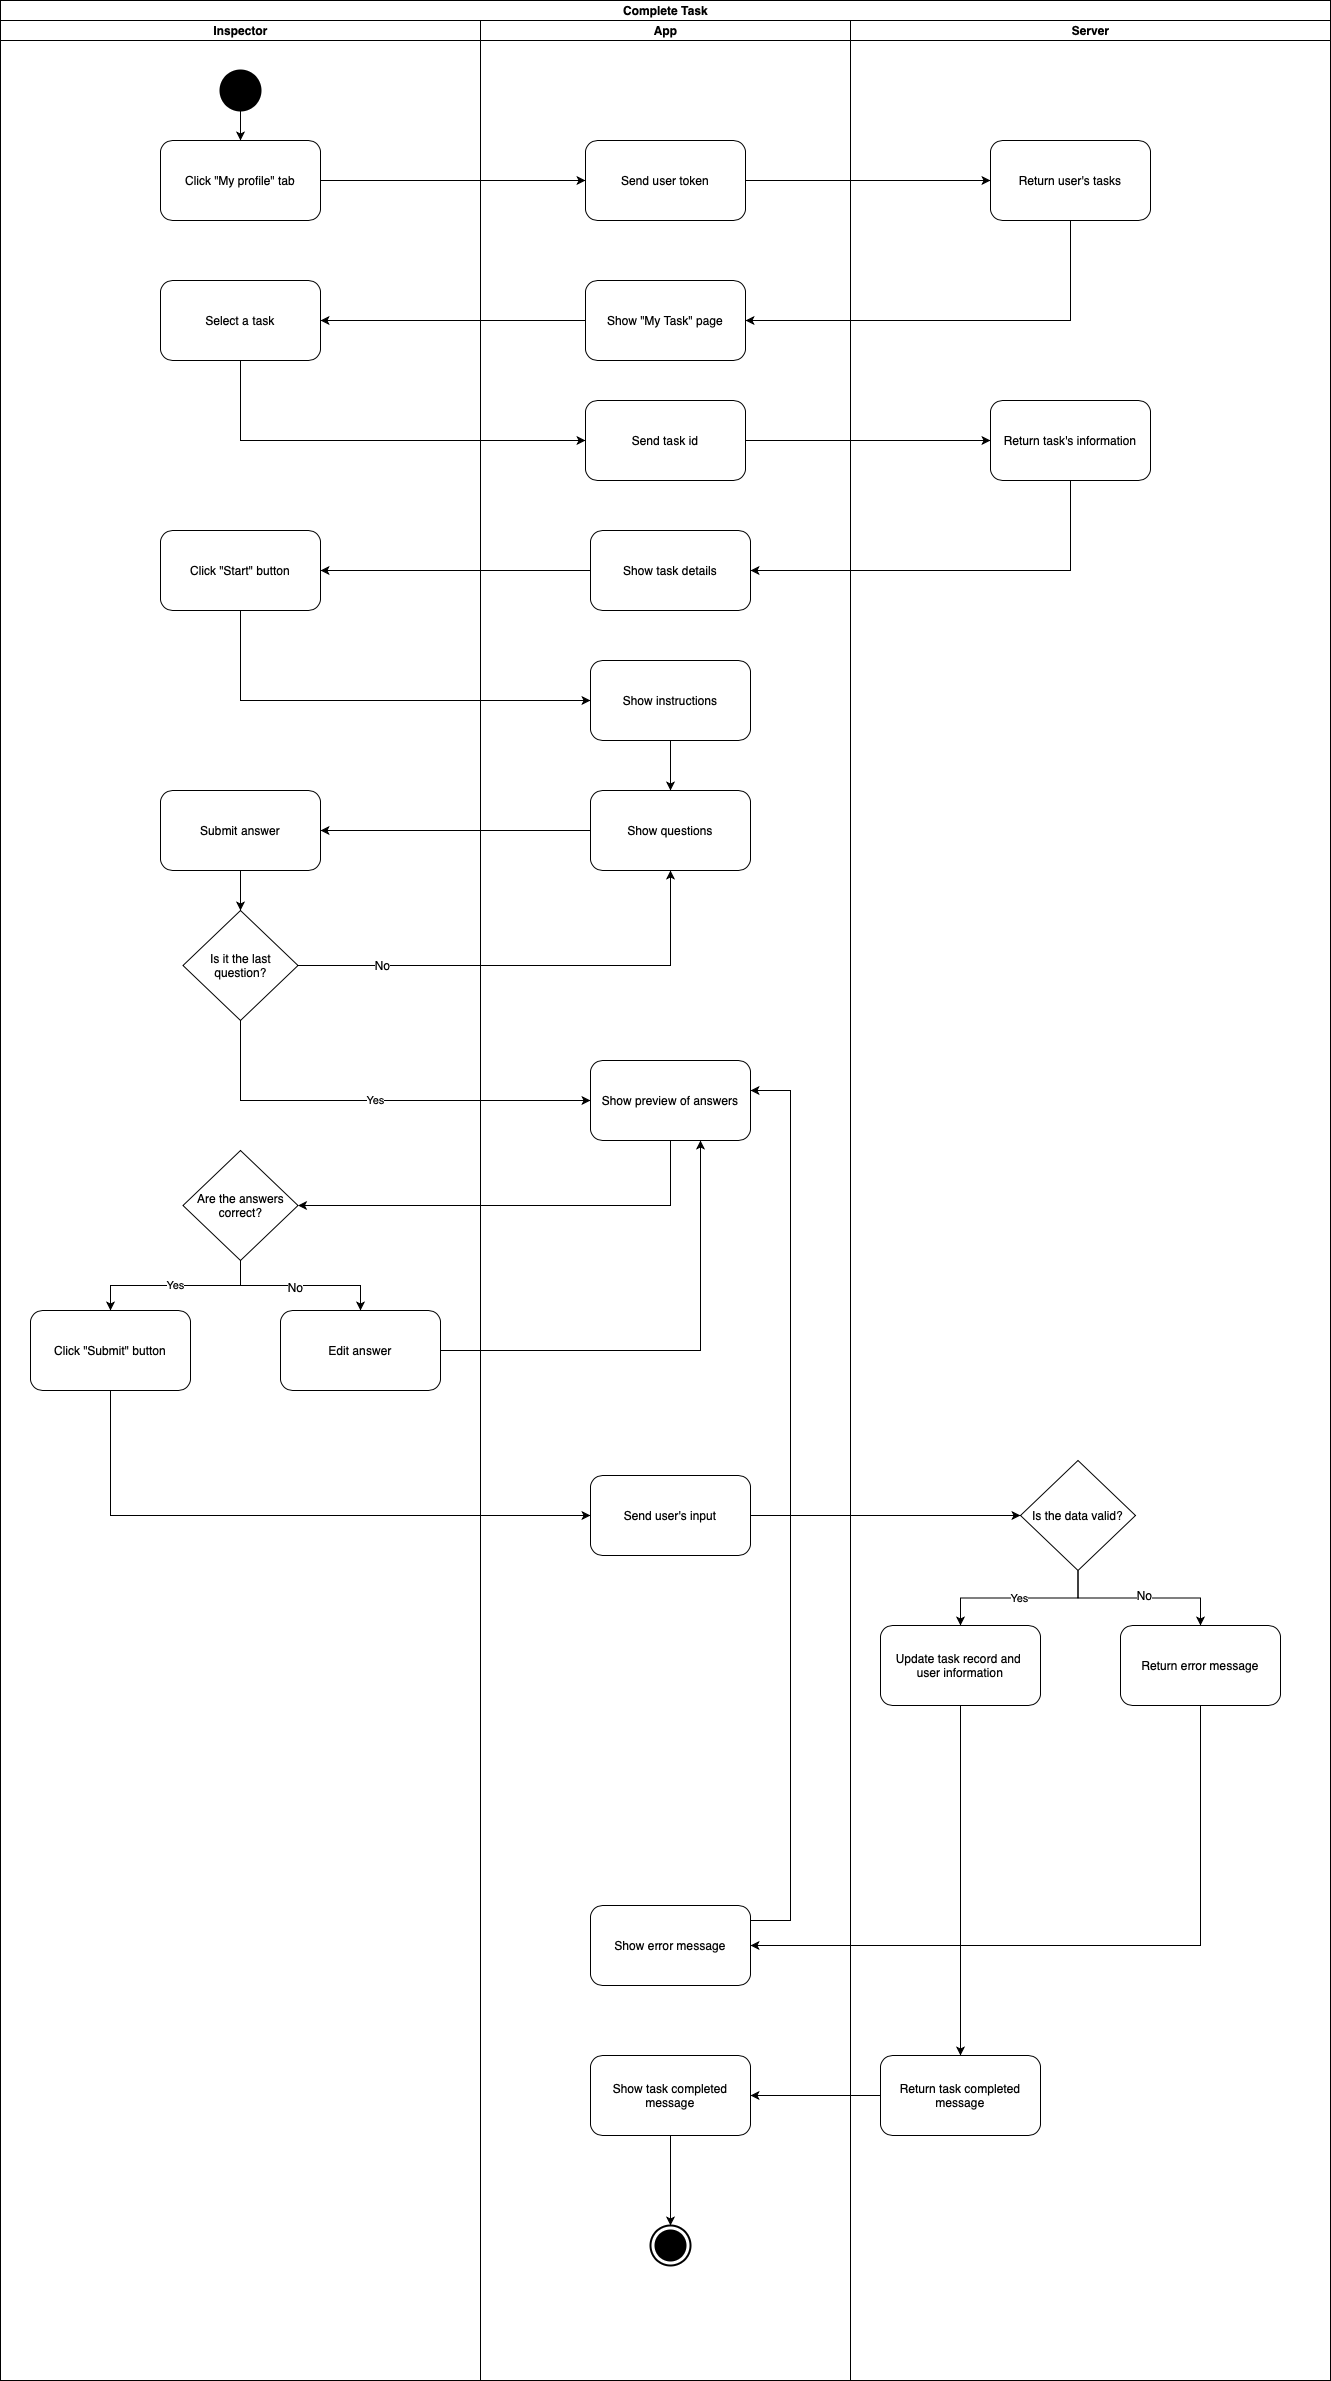 Complete Task
Inspector
App
Server
Click "My profile" tab
Send user token
Return user's tasks
Select a task
Show "My Task" page
Send task id
Return task's information
Click "Start" button
Show task details
Show instructions
Submit answer
Show questions
Is it the last
question?
No
Yes
Show preview of answers
Are the answers
correct?
Yes
No
Click "Submit" button
Edit answer
Send user's input
Is the data valid?
Yes
No
Update task record and
user information
Return error message
Show error message
Show task completed
message
Return task completed
message